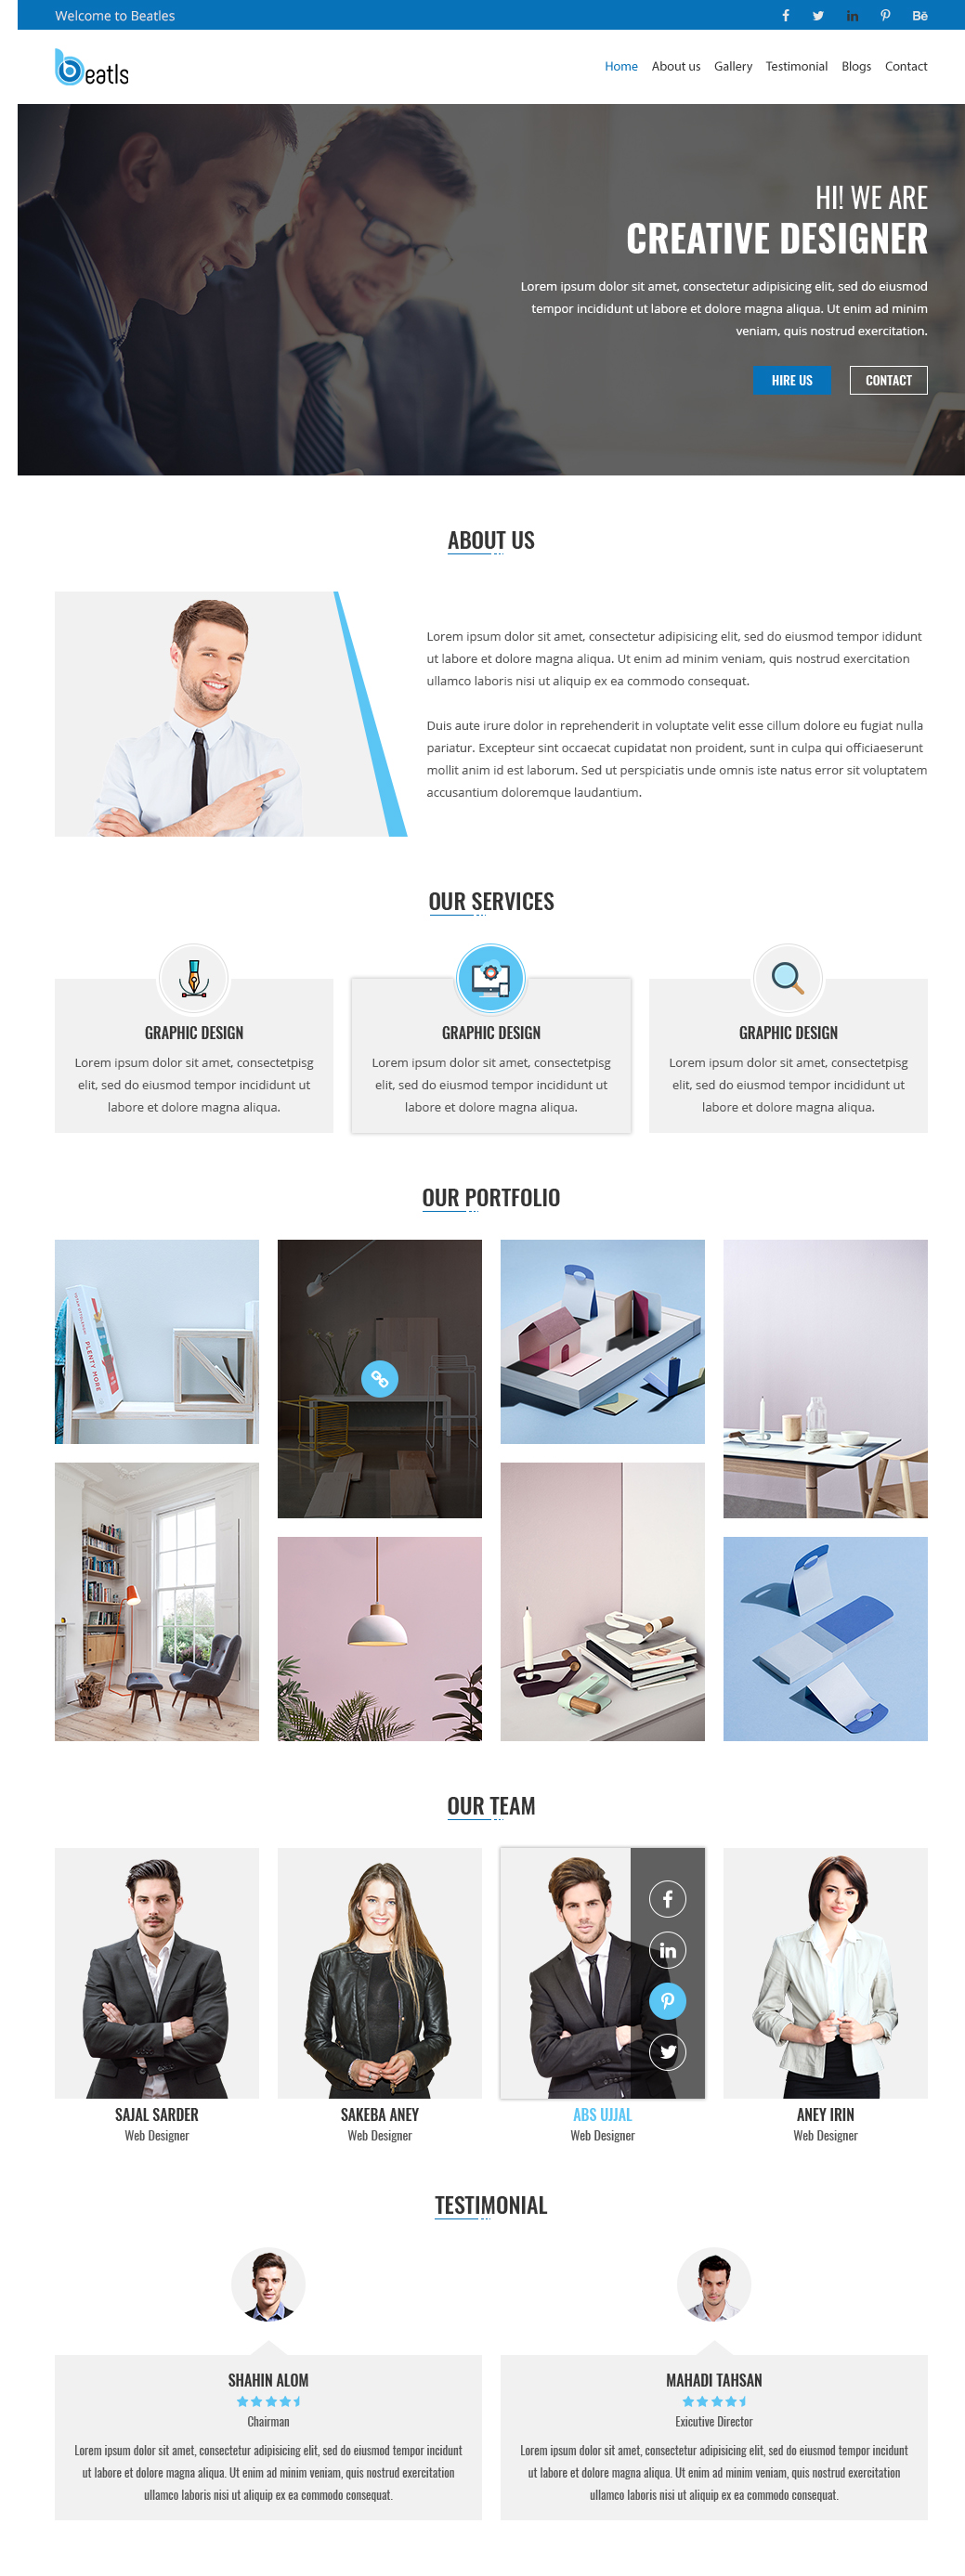 Welcome to Beatles
Bē
beatls
Home About us Gallery Testimonial Blogs Contact
HI! WE ARE
CREATIVE DESIGNER
Lorem ipsum dolor sit amet, consectetur adipisicing elit, sed do eiusmod
tempor incididunt ut labore et dolore magna aliqua. Ut enim ad minim
veniam, quis nostrud exercitation.
HIRE US CONTACT
ABOUT US
Lorem ipsum dolor sit amet, consectetur adipisicing elit, sed do eiusmod tempor ididunt
ut labore et dolore magna aliqua. Ut enim ad minim veniam, quis nostrud exercitation
ullamco laboris nisi ut aliquip ex ea commodo consequat.
Duis aute irure dolor in reprehenderit in voluptate velit esse cillum dolore eu fugiat nulla
pariatur. Excepteur sint occaecat cupidatat non proident, sunt in culpa qui officiaeserunt
mollit anim id est laborum. Sed ut perspiciatis unde omnis iste natus error sit voluptatem
accusantium doloremque laudantium.
OUR SERVICES
GRAPHIC DESIGN
Lorem ipsum dolor sit amet, consectetpisg
elit, sed do eiusmod tempor incididunt ut
labore et dolore magna aliqua.
GRAPHIC DESIGN
Lorem ipsum dolor sit amet, consectetpisg
elit, sed do eiusmod tempor incididunt ut
labore et dolore magna aliqua.
GRAPHIC DESIGN
Lorem ipsum dolor sit amet, consectetpisg
elit, sed do eiusmod tempor incididunt ut
labore et dolore magna aliqua.
OUR PORTFOLIO
PLENTY MORE
OUR TEAM
SAJAL SARDER
Web Designer
SAKEBA ANEY
Web Designer
ABS UJJAL
Web Designer
ANEY IRIN
Web Designer
TESTIMONIAL
SHAHIN ALOM
Chairman
Lorem ipsum dolor sit amet, consectetur adipisicing elit, sed do eiusmod tempor incidunt
ut labore et dolore magna aliqua. Ut enim ad minim veniam, quis nostrud exercitation
ullamco laboris nisi ut aliquip ex ea commodo consequat.
MAHADI TAHSAN
Exicutive Director
Lorem ipsum dolor sit amet, consectetur adipisicing elit, sed do eiusmod tempor incidunt
ut labore et dolore magna aliqua. Ut enim ad minim veniam, quis nostrud exercitation
ullamco laboris nisi ut aliquip ex ea commodo consequat.